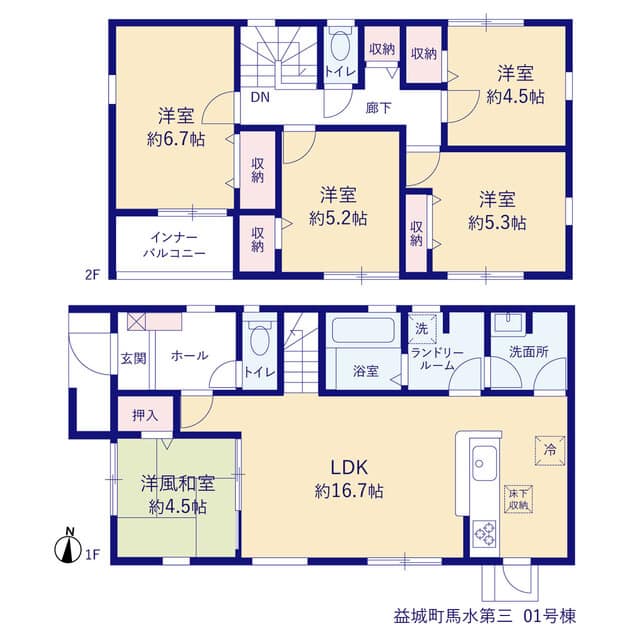 洋室
約6.7帖
DN
トイレ
収納
収納
廊下
洋室
約4.5帖
収納
収納
洋室
約5.2帖
収納
洋室
約5.3帖
インナー
バルコニー
2F
玄関
ホール
トイレ
浴室
洗
ランドリー
ルーム
洗面所
押入
洋風和室
約4.5帖
LDK
約16.7帖
冷
床下
収納
N
1F
益城町馬水第三 01号棟